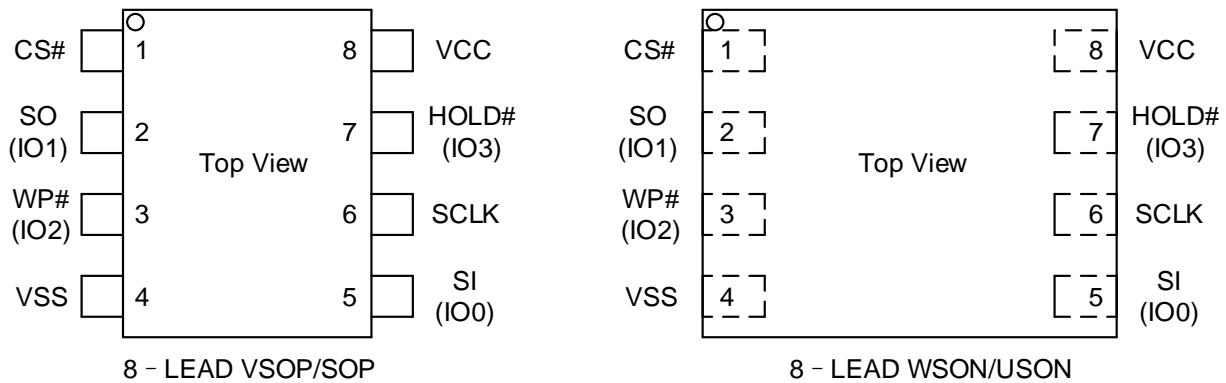 CS#
1
8
VCC
SO
(IO1)
2
7
HOLD#
(IO3)
Top View
WP#
(IO2)
3
6
SCLK
VSS
4
5
SI
(IO0)
8 – LEAD VSOP/SOP
CS#
1
8
VCC
SO
(IO1)
2
7
HOLD#
(IO3)
Top View
WP#
(IO2)
3
6
SCLK
VSS
4
5
SI
(IO0)
8 – LEAD WSON/USON